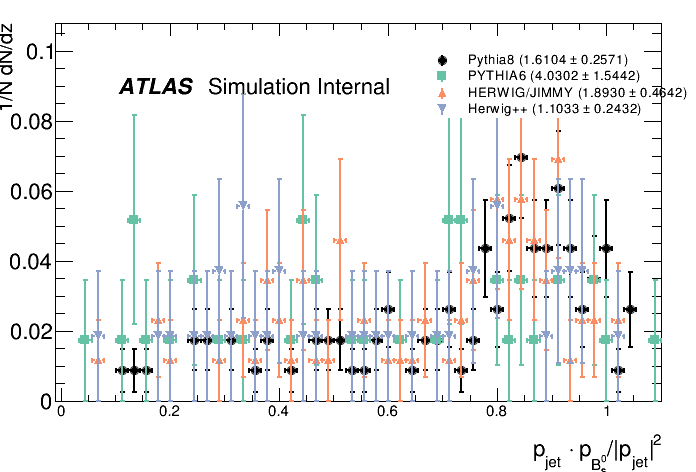 1/N dN/dz
0.1
0.08
0.06
0.04
0.02
0
ATLAS Simulation Internal
Pythia8 (1.6104 ± 0.2571)
PYTHIA6 (4.0302 ± 1.5442)
HERWIG/JIMMY (1.8930 ± 0.4642)
Herwig++ (1.1033 ± 0.2432)
0 0.2 0.4 0.6 0.8 1
p_jet · p_B_s^0/|p_jet|^2